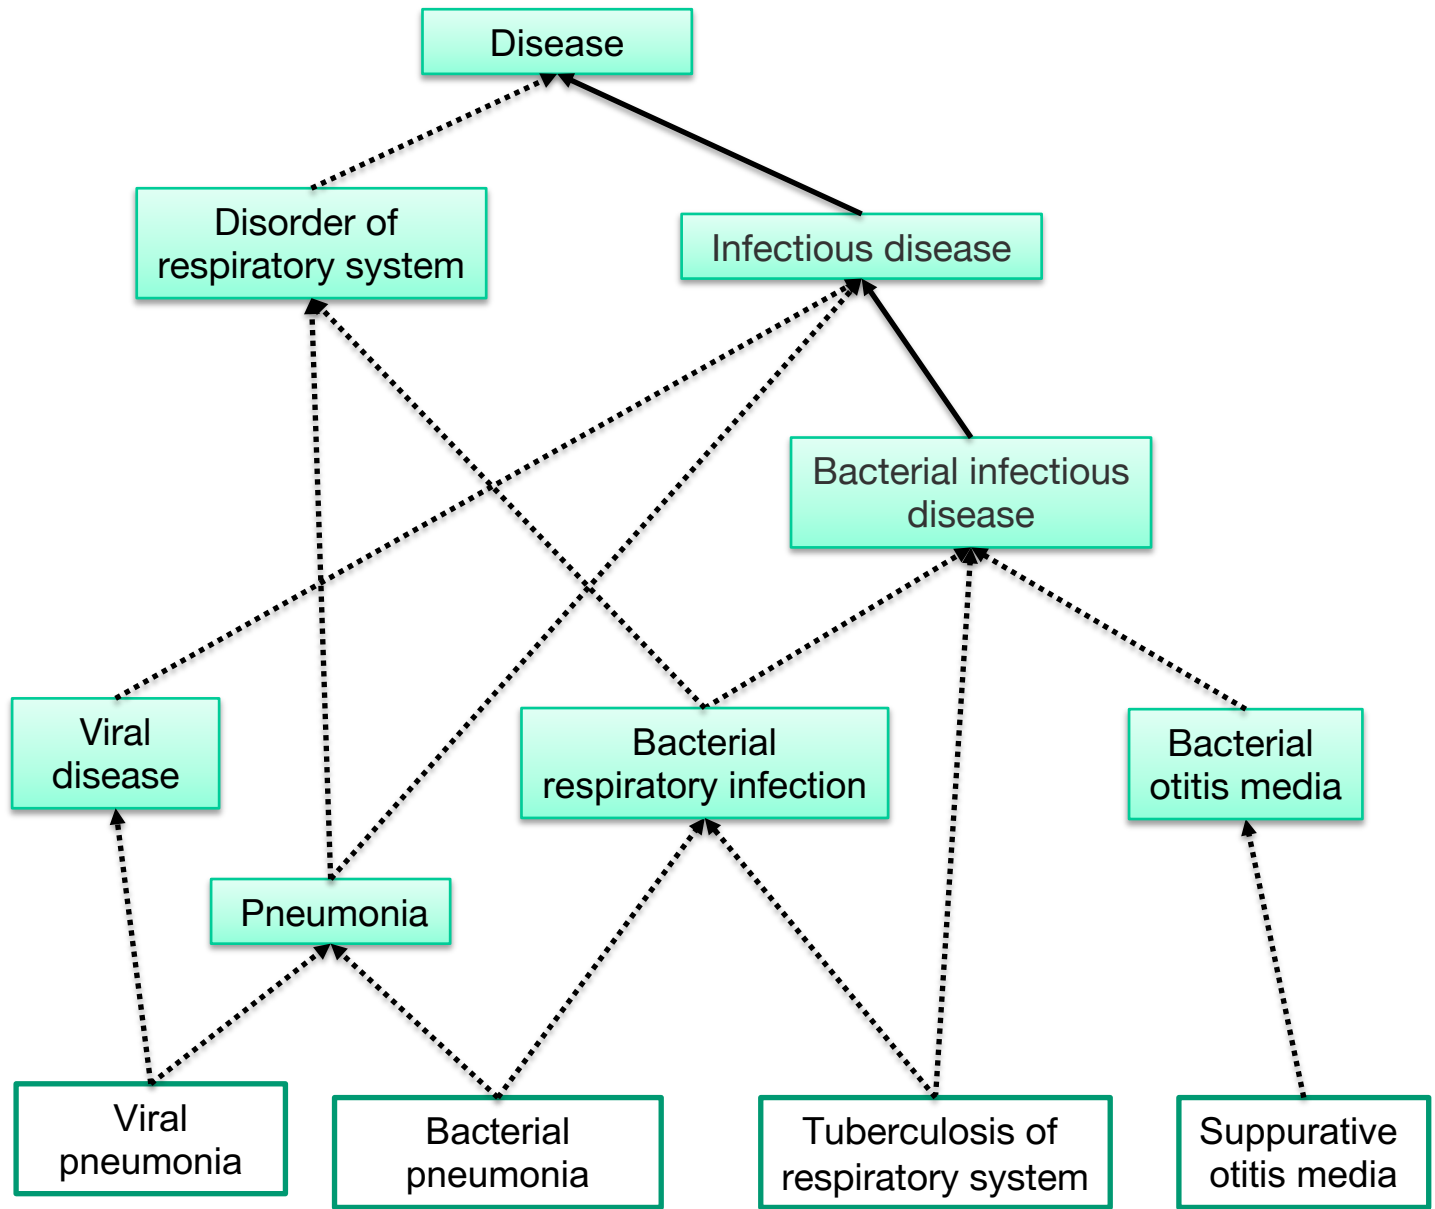 Disease
Disorder of
respiratory system
Infectious disease
Bacterial infectious
disease
Viral
disease
Bacterial
respiratory infection
Bacterial
otitis media
Pneumonia
Viral
pneumonia
Bacterial
pneumonia
Tuberculosis of
respiratory system
Suppurative
otitis media